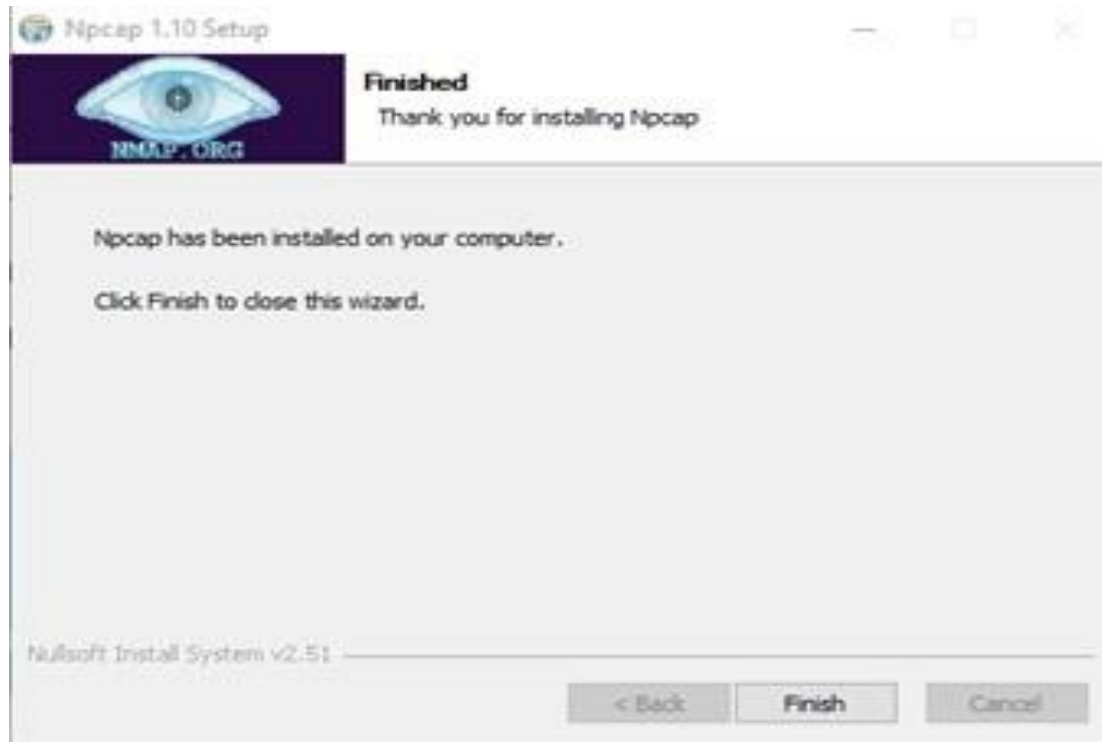 Npcap 1.10 Setup
NMAP.ORG
Finished
Thank you for installing Npcap
Npcap has been installed on your computer.
Click Finish to close this wizard.
Nullsoft Install System v2.51
< Back
Finish
Cancel